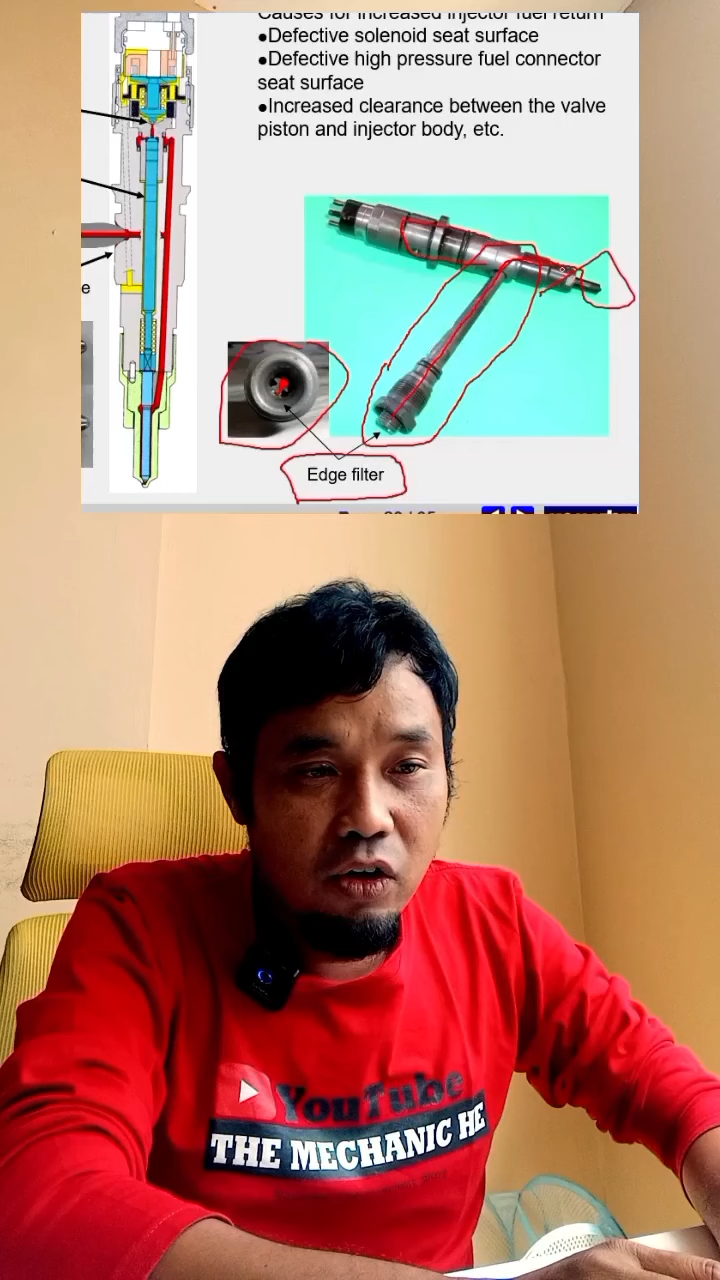 Causes for increased injector fuel return
●Defective solenoid seat surface
●Defective high pressure fuel connector
seat surface
●Increased clearance between the valve
piston and injector body, etc.
e
Edge filter
YouTube
THE MECHANIC HE